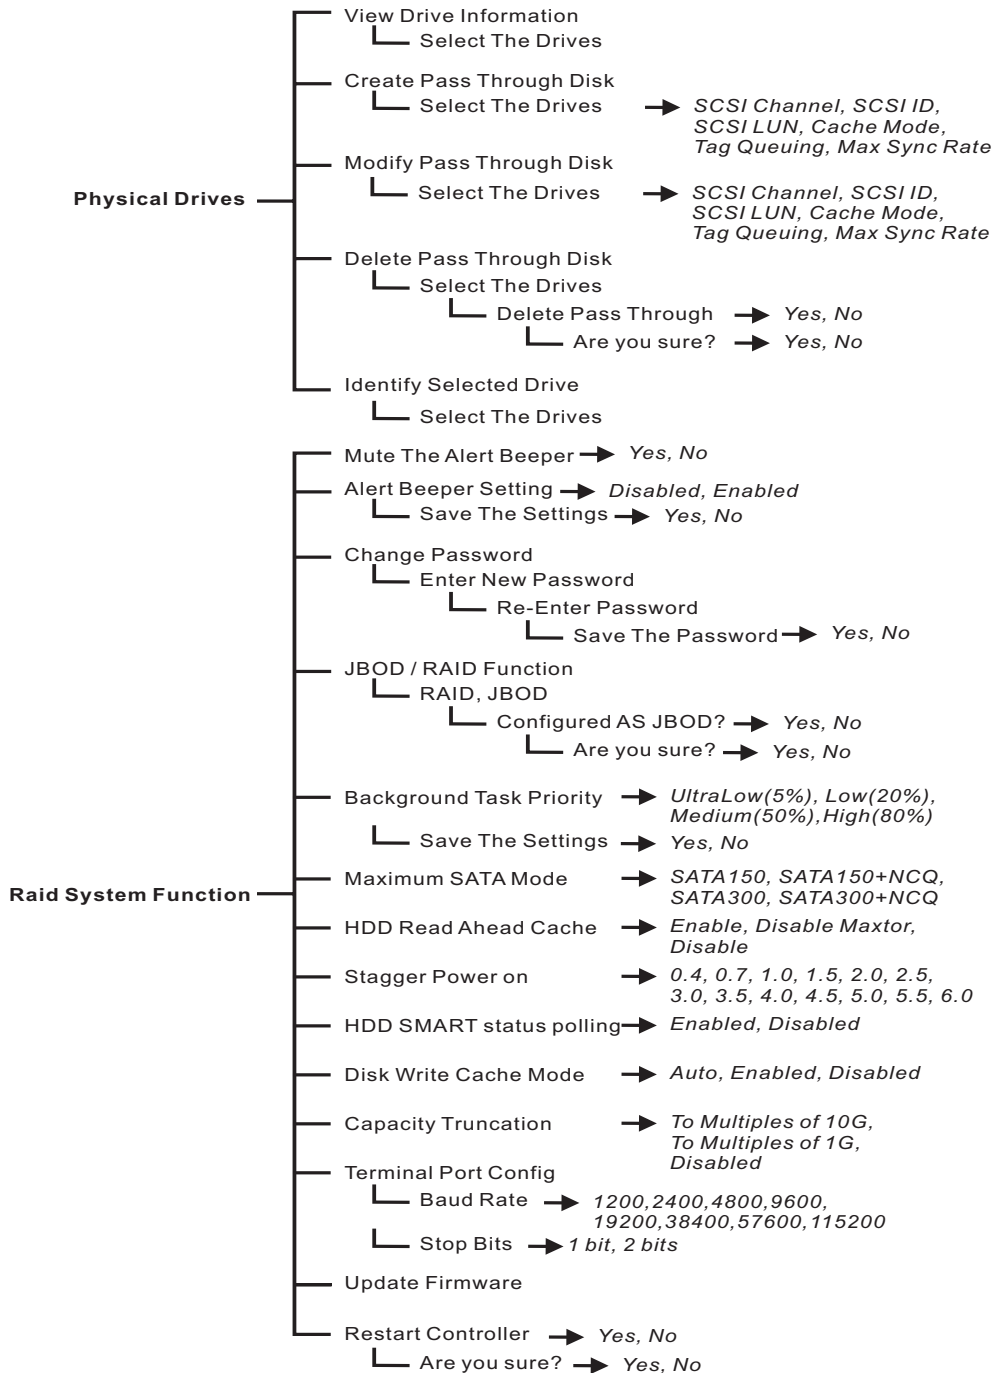 View Drive Information
Select The Drives
Create Pass Through Disk
Select The Drives
SCSI Channel, SCSI ID,
SCSI LUN, Cache Mode,
Tag Queuing, Max Sync Rate
Modify Pass Through Disk
Select The Drives
SCSI Channel, SCSI ID,
SCSI LUN, Cache Mode,
Tag Queuing, Max Sync Rate
Physical Drives
Delete Pass Through Disk
Select The Drives
Delete Pass Through
Yes, No
Are you sure?
Yes, No
Identify Selected Drive
Select The Drives
Mute The Alert Beeper
Yes, No
Alert Beeper Setting
Disabled, Enabled
Save The Settings
Yes, No
Change Password
Enter New Password
Re-Enter Password
Save The Password
Yes, No
JBOD / RAID Function
RAID, JBOD
Configured AS JBOD?
Yes, No
Are you sure?
Yes, No
Background Task Priority
UltraLow(5%), Low(20%),
Medium(50%),High(80%)
Save The Settings
Yes, No
Raid System Function
Maximum SATA Mode
SATA150, SATA150+NCQ,
SATA300, SATA300+NCQ
HDD Read Ahead Cache
Enable, Disable Maxtor,
Disable
Stagger Power on
0.4, 0.7, 1.0, 1.5, 2.0, 2.5,
3.0, 3.5, 4.0, 4.5, 5.0, 5.5, 6.0
HDD SMART status polling
Enabled, Disabled
Disk Write Cache Mode
Auto, Enabled, Disabled
Capacity Truncation
To Multiples of 10G,
To Multiples of 1G,
Disabled
Terminal Port Config
Baud Rate
1200,2400,4800,9600,
19200,38400,57600,115200
Stop Bits
1 bit, 2 bits
Update Firmware
Restart Controller
Yes, No
Are you sure?
Yes, No